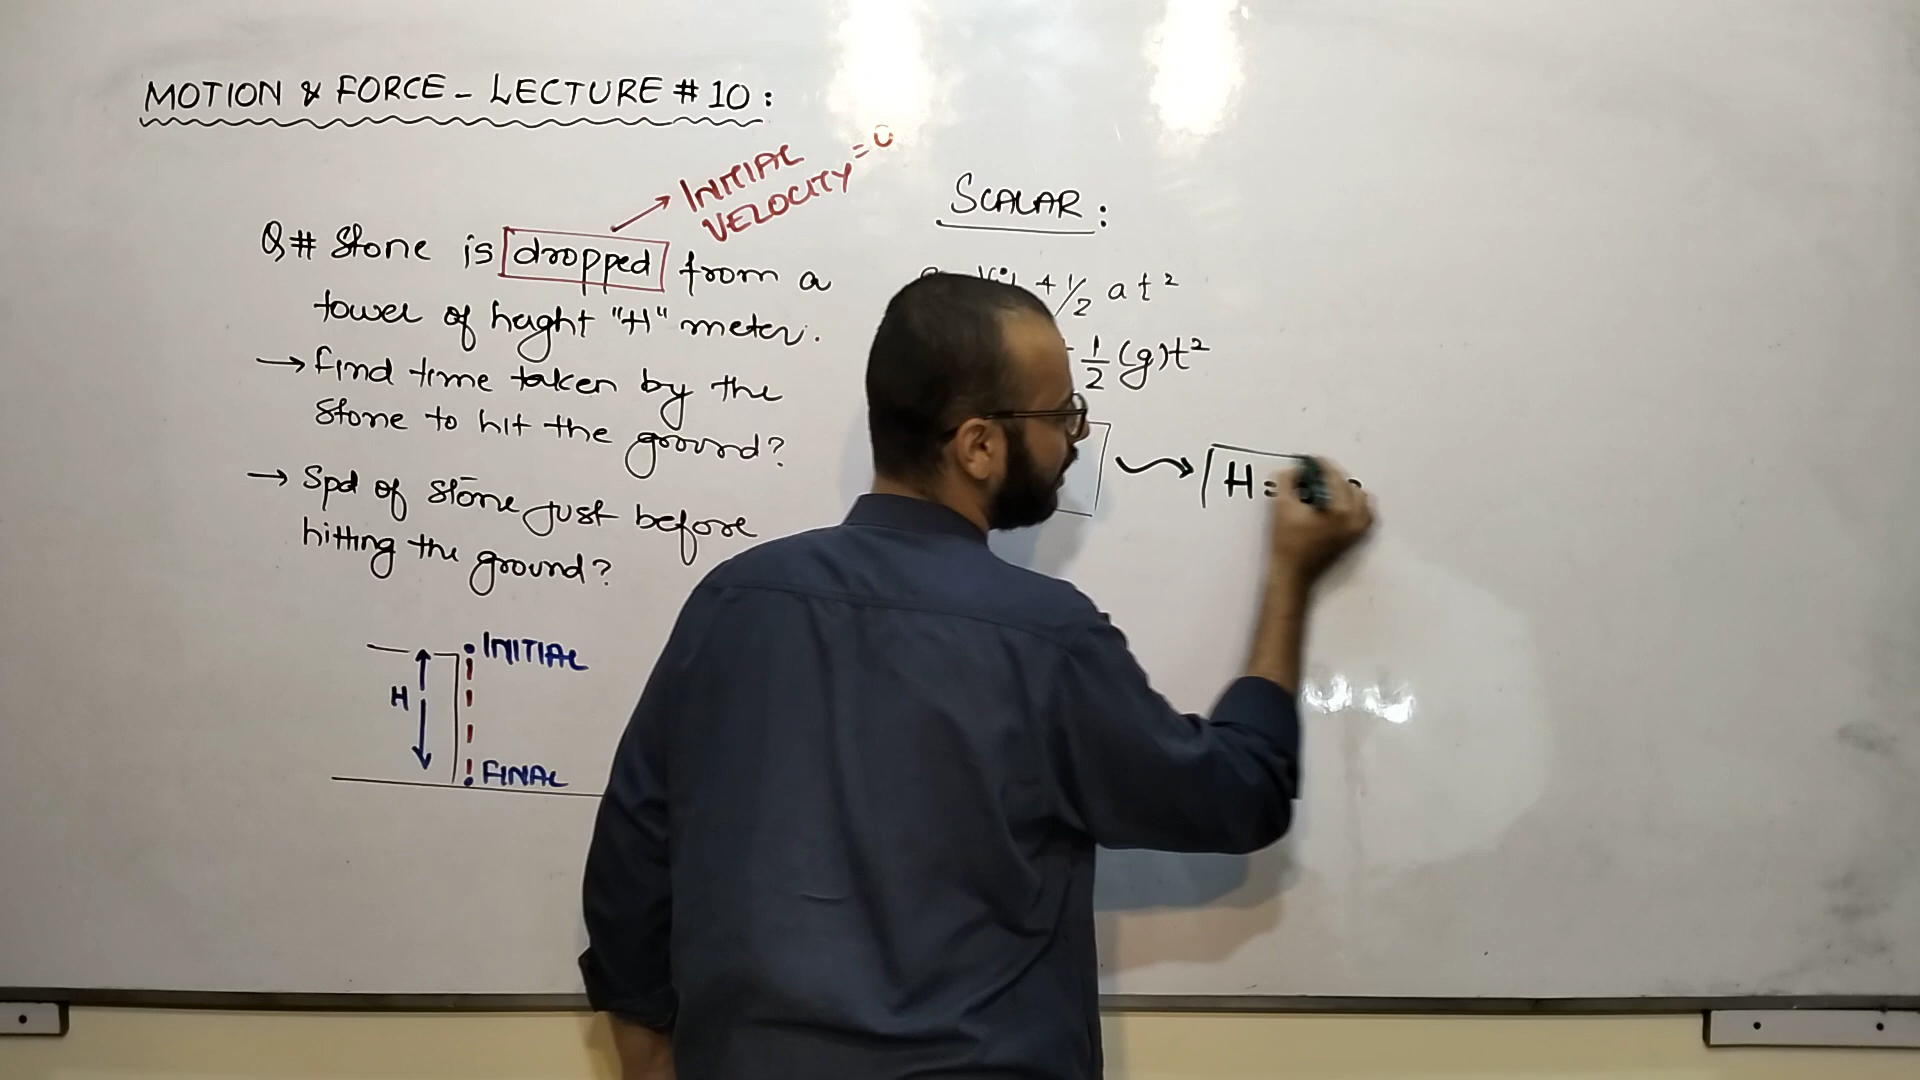 MOTION & FORCE - LECTURE # 10 :
INITIAL
VELOCITY = 0
Q# Stone is dropped from a
tower of height "H" meter.
→ Find time taken by the
stone to hit the ground?
→ Spd of stone just before
hitting the ground?
INITIAL
H
FINAL
SCALAR :
+ 1/2 a t²
1/2 (g)t²
H =